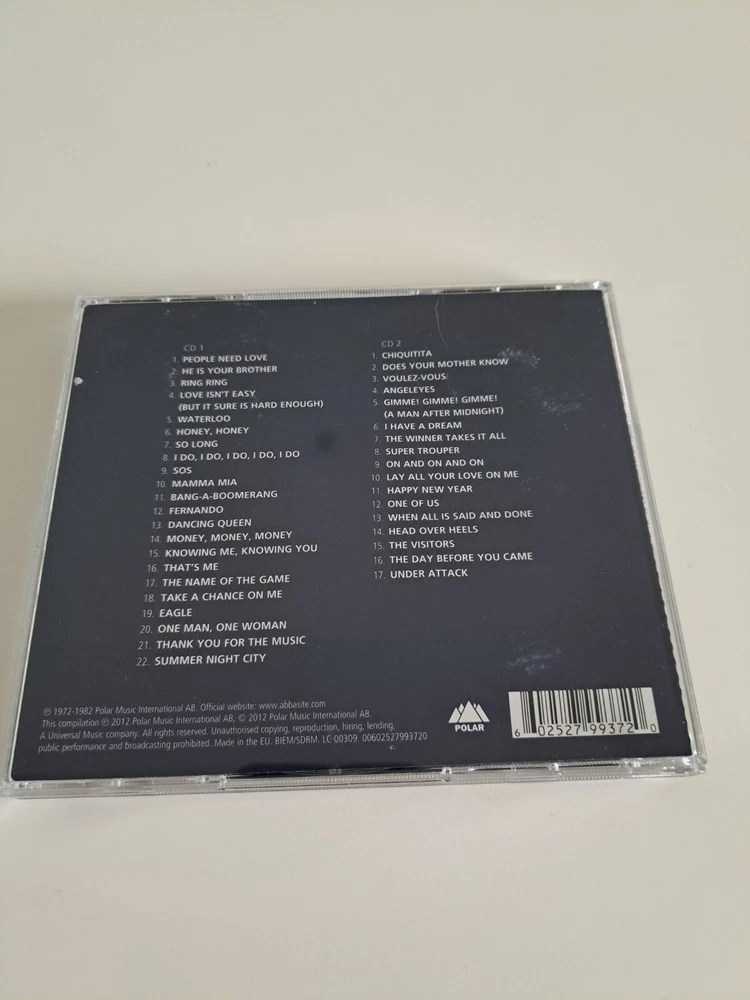 CD 1
1. PEOPLE NEED LOVE
2. HE IS YOUR BROTHER
3. RING RING
4. LOVE ISN'T EASY
(BUT IT SURE IS HARD ENOUGH)
5. WATERLOO
6. HONEY, HONEY
7. SO LONG
8. I DO, I DO, I DO, I DO, I DO
9. SOS
10. MAMMA MIA
11. BANG-A-BOOMERANG
12. FERNANDO
13. DANCING QUEEN
14. MONEY, MONEY, MONEY
15. KNOWING ME, KNOWING YOU
16. THAT'S ME
17. THE NAME OF THE GAME
18. TAKE A CHANCE ON ME
19. EAGLE
20. ONE MAN, ONE WOMAN
21. THANK YOU FOR THE MUSIC
22. SUMMER NIGHT CITY
CD 2
1. CHIQUITITA
2. DOES YOUR MOTHER KNOW
3. VOULEZ-VOUS
4. ANGELEYES
5. GIMME! GIMME! GIMME!
(A MAN AFTER MIDNIGHT)
6. I HAVE A DREAM
7. THE WINNER TAKES IT ALL
8. SUPER TROUPER
9. ON AND ON AND ON
10. LAY ALL YOUR LOVE ON ME
11. HAPPY NEW YEAR
12. ONE OF US
13. WHEN ALL IS SAID AND DONE
14. HEAD OVER HEELS
15. THE VISITORS
16. THE DAY BEFORE YOU CAME
17. UNDER ATTACK
℗ 1972-1982 Polar Music International AB. Official website: www.abbasite.com
This compilation ℗ 2012 Polar Music International AB, © 2012 Polar Music International AB.
A Universal Music company. All rights reserved. Unauthorised copying, reproduction, hiring, lending,
public performance and broadcasting prohibited. Made in the EU. BIEM/SDRM. LC 00309. 00602527993720
POLAR
6 02527 99372 0